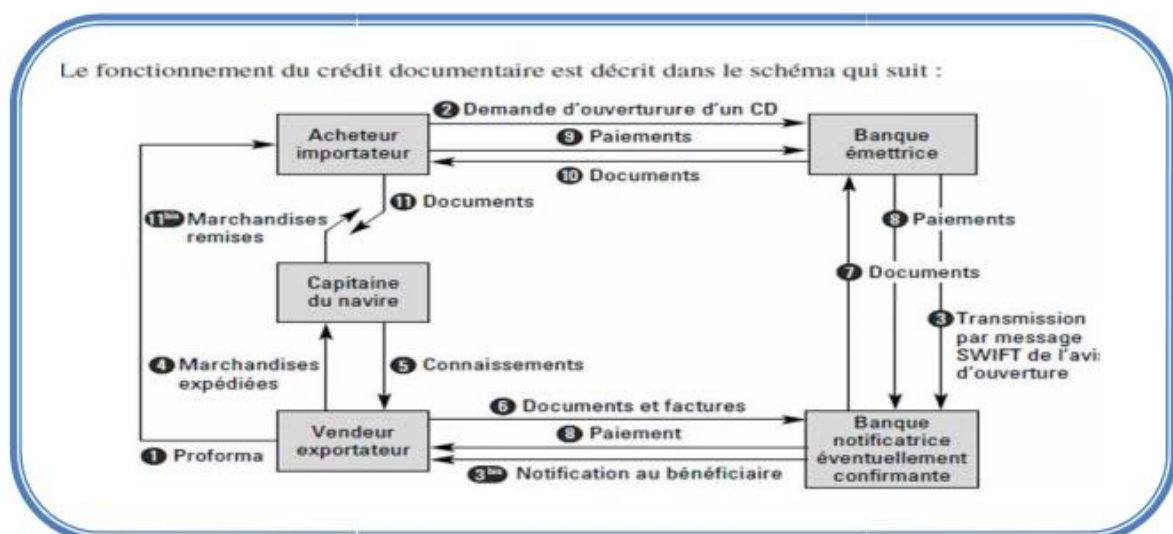 Le fonctionnement du crédit documentaire est décrit dans le schéma qui suit :
2 Demande d'ouverturure d'un CD
Acheteur
importateur
9 Paiements
Banque
émettrice
10 Documents
11 Documents
11bis Marchandises
remises
8 Paiements
Capitaine
du navire
7 Documents
3 Transmission
par message
SWIFT de l'avi
d'ouverture
4 Marchandises
expédiées
5 Connaissements
6 Documents et factures
Vendeur
exportateur
8 Paiement
Banque
notificatrice
éventuellement
confirmante
1 Proforma
3bis Notification au bénéficiaire